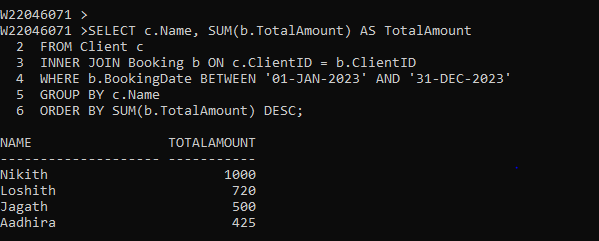 W22046071 >
W22046071 >SELECT c.Name, SUM(b.TotalAmount) AS TotalAmount
  2  FROM Client c
  3  INNER JOIN Booking b ON c.ClientID = b.ClientID
  4  WHERE b.BookingDate BETWEEN '01-JAN-2023' AND '31-DEC-2023'
  5  GROUP BY c.Name
  6  ORDER BY SUM(b.TotalAmount) DESC;
NAME                 TOTALAMOUNT
-------------------- -----------
Nikith                      1000
Loshith                      720
Jagath                       500
Aadhira                      425